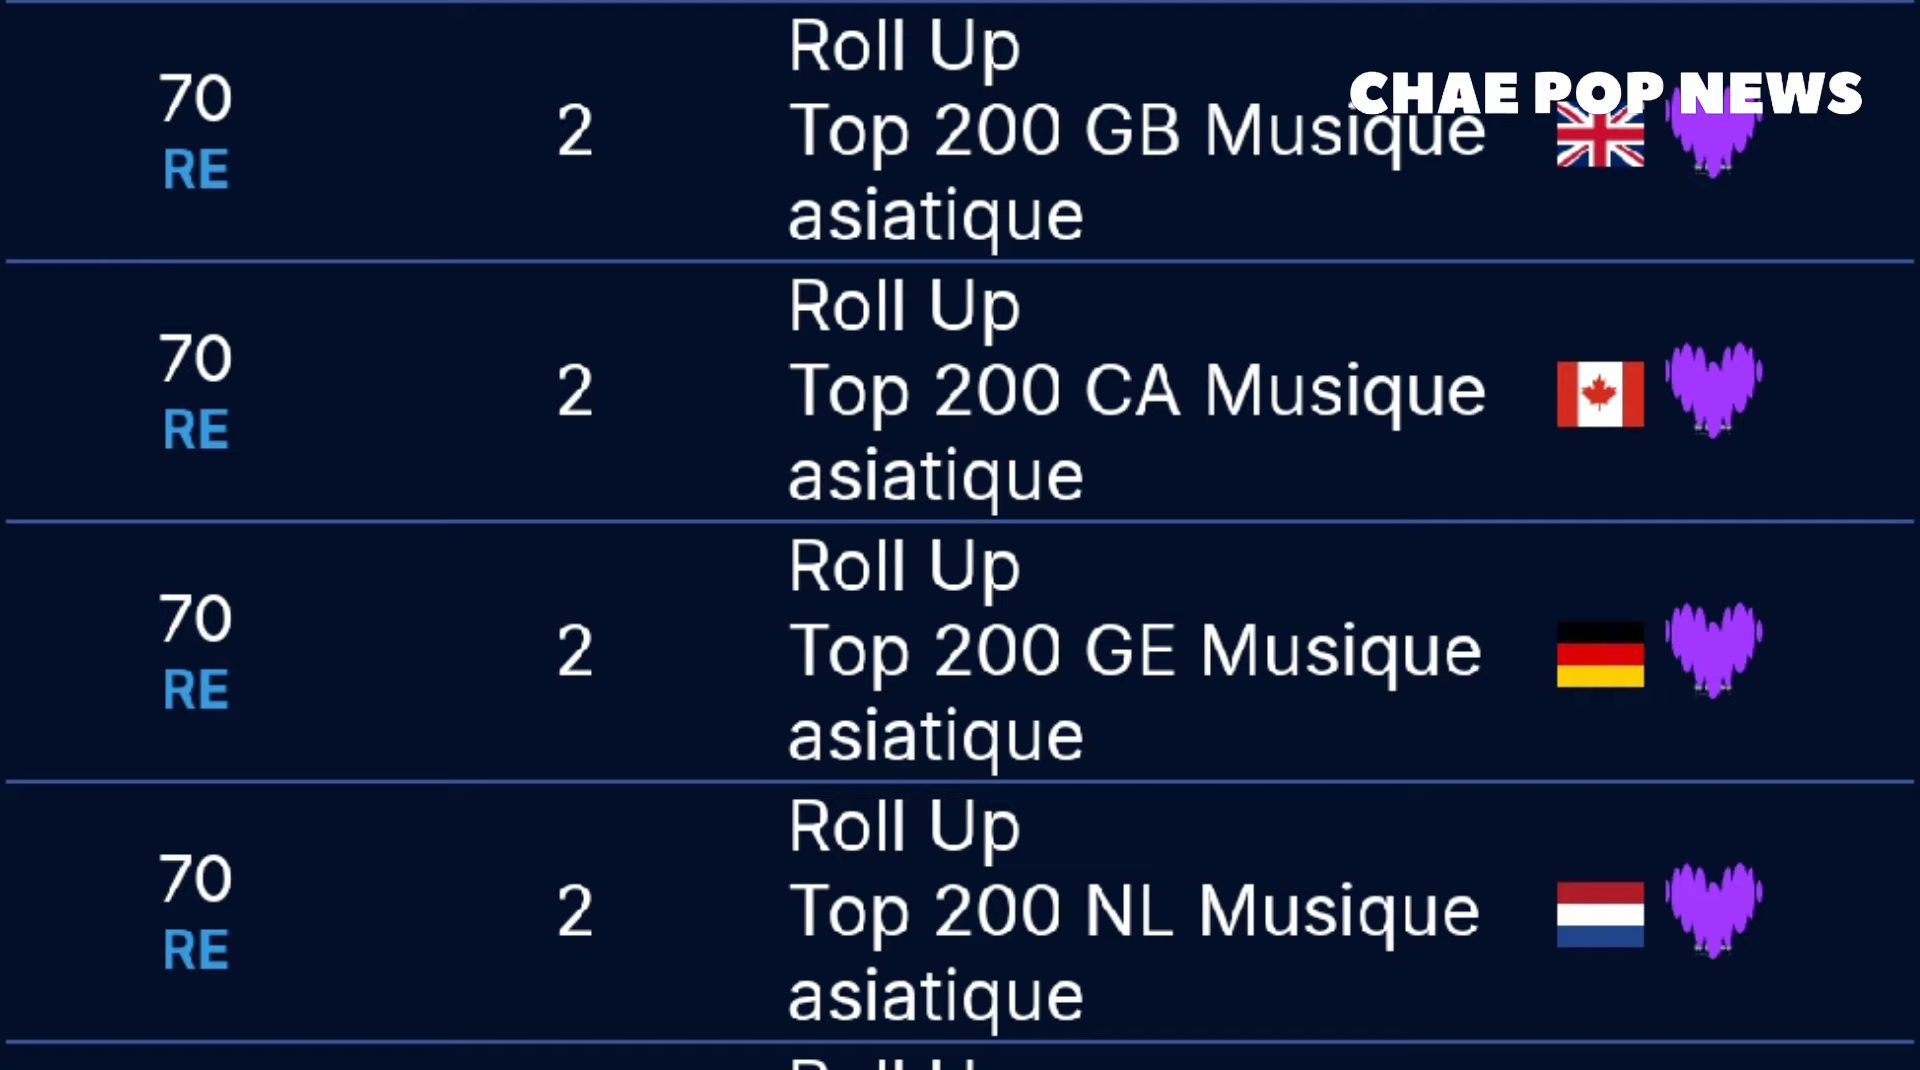 CHAE POP NEWS
70
RE
2
Roll Up
Top 200 GB Musique
asiatique
70
RE
2
Roll Up
Top 200 CA Musique
asiatique
70
RE
2
Roll Up
Top 200 GE Musique
asiatique
70
RE
2
Roll Up
Top 200 NL Musique
asiatique
Roll Up